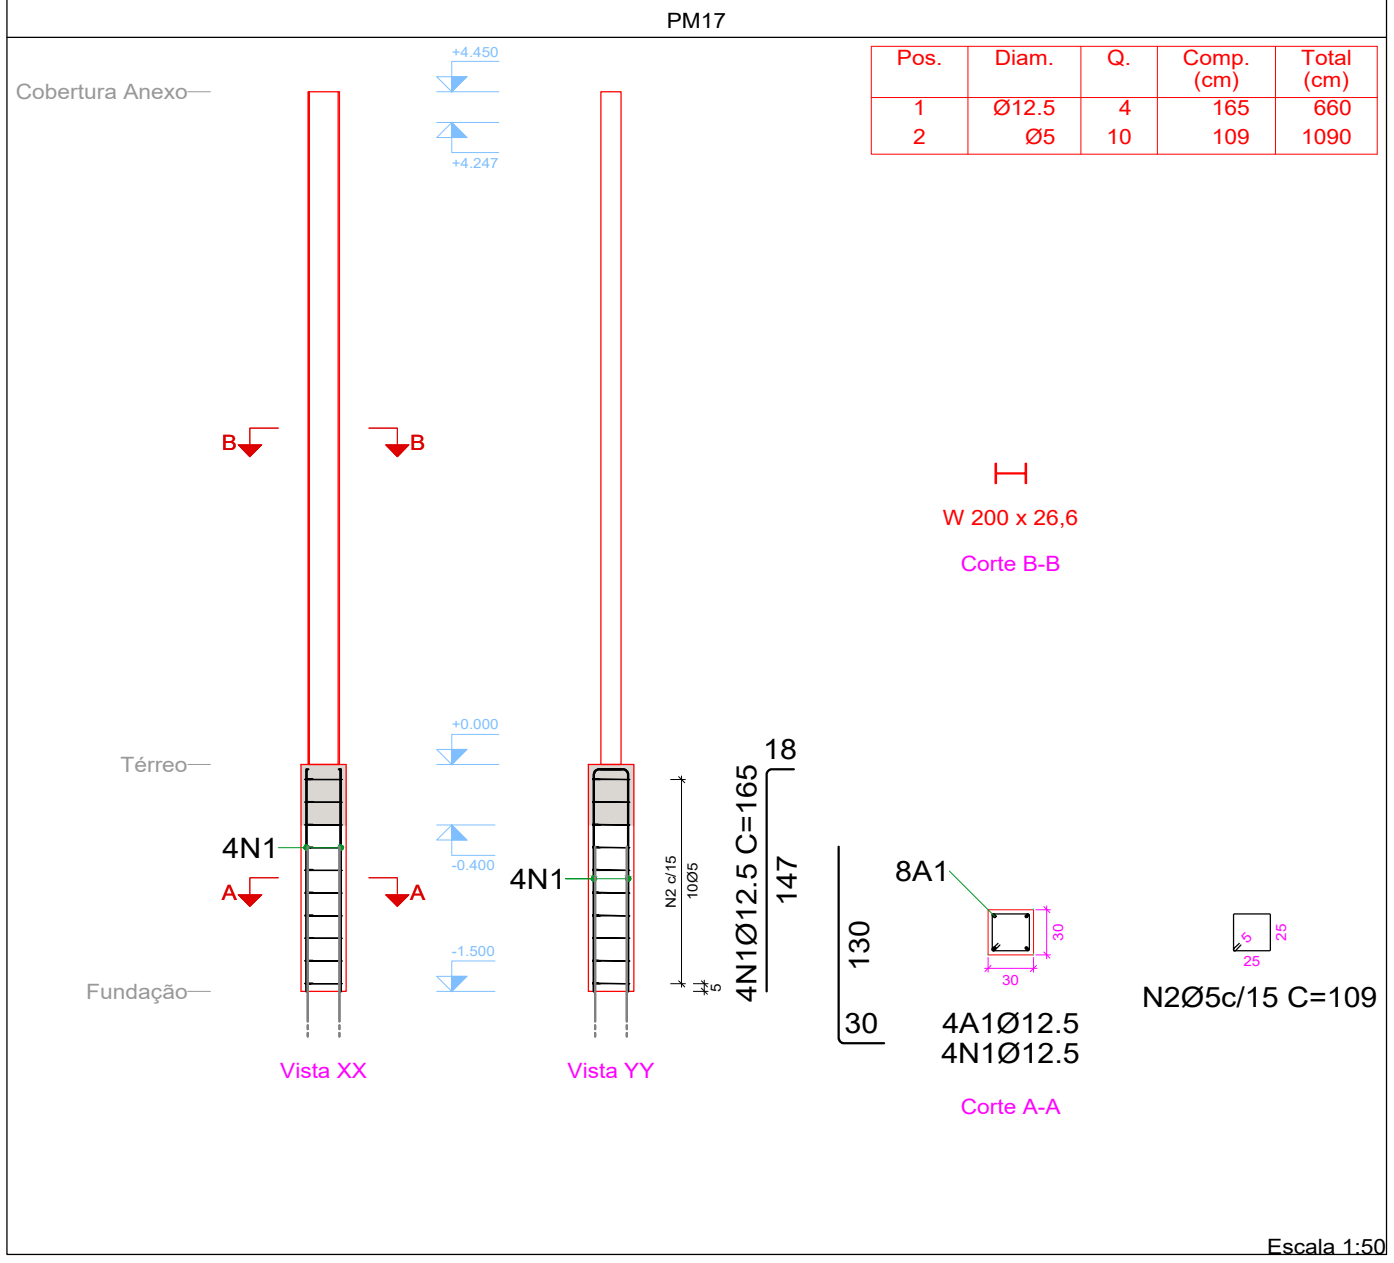 PM17
Pos. Diam. Q. Comp. (cm) Total (cm)
1 Ø12.5 4 165 660
2 Ø5 10 109 1090
Cobertura Anexo
+4.450
+4.247
B B
W 200 x 26,6
Corte B-B
+0.000
Térreo
-0.400
4N1
4N1
A A
-1.500
Fundação
N2 c/15
10Ø5
5
4N1Ø12.5 C=165
18
147
130
30
8A1
30
30
4A1Ø12.5
4N1Ø12.5
Corte A-A
5
25
25
N2Ø5c/15 C=109
Vista XX
Vista YY
Escala 1:50